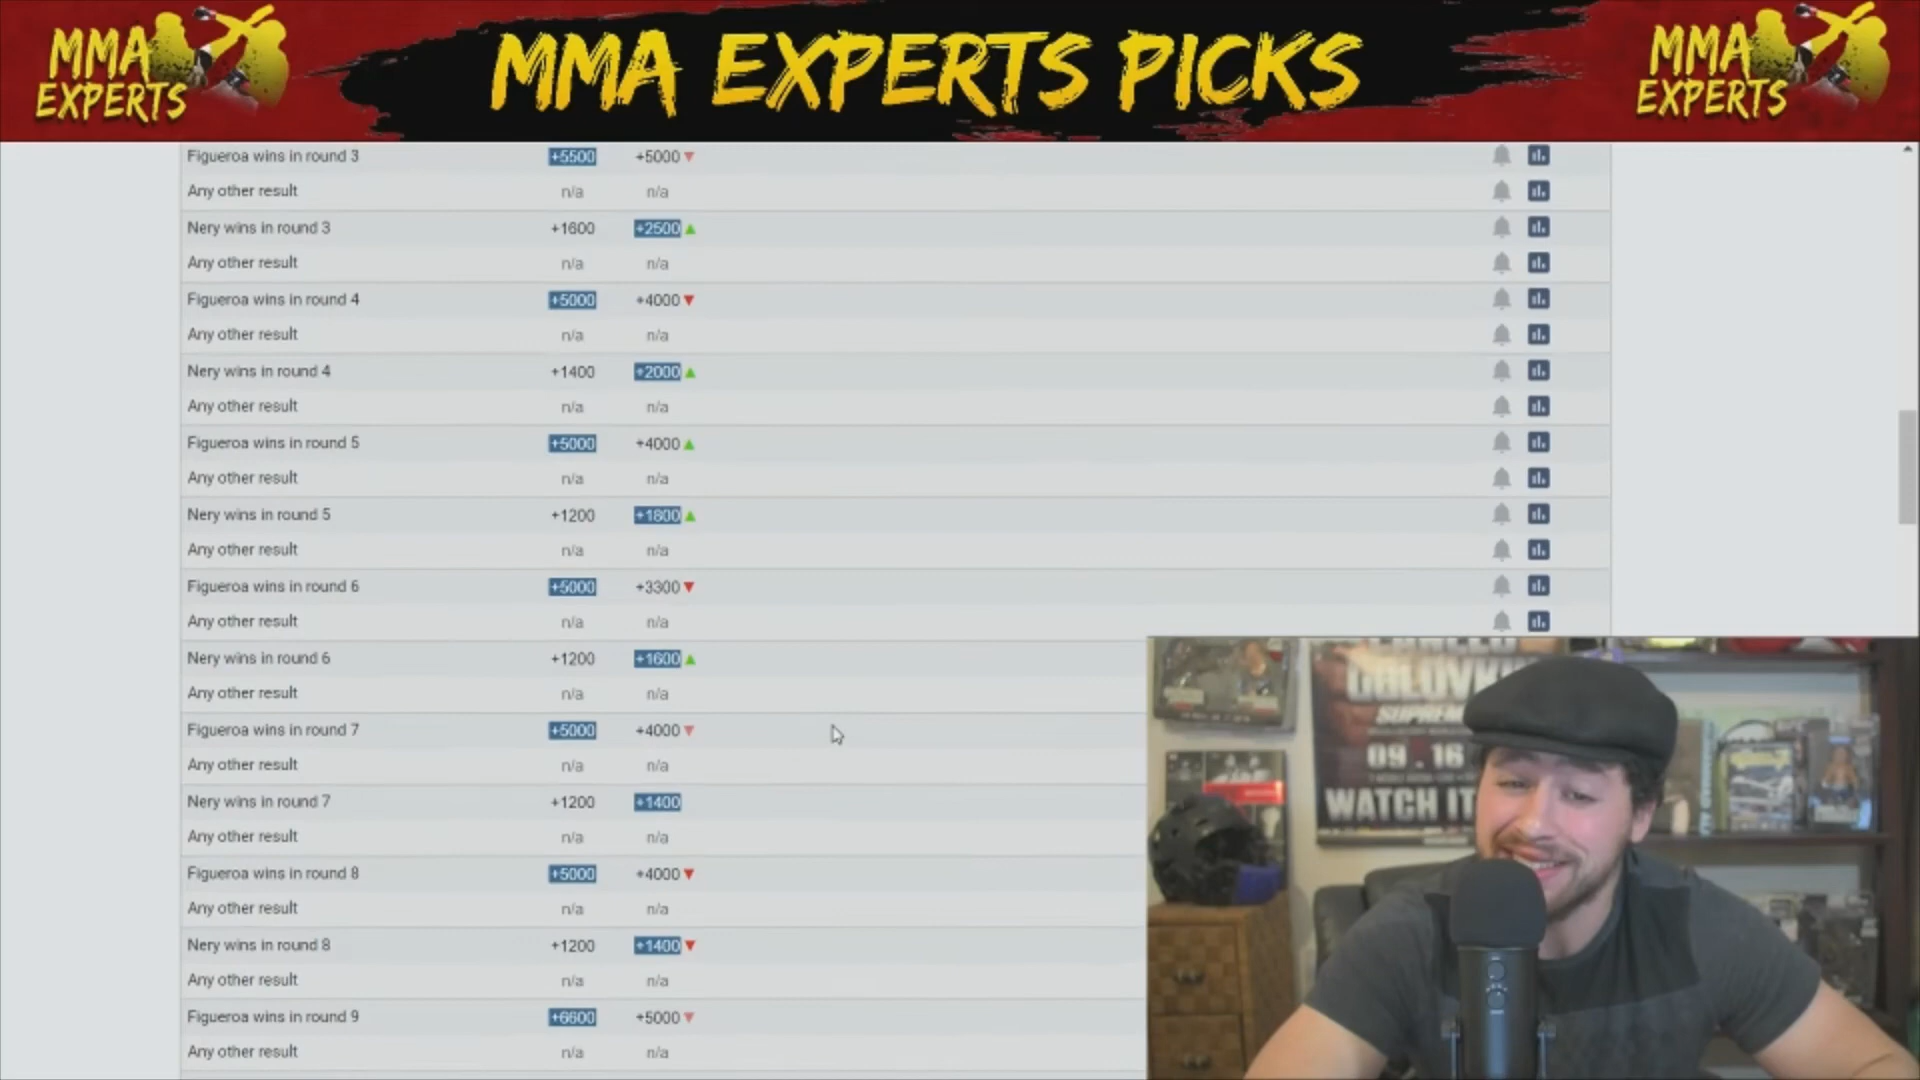 MMA EXPERTS
MMA EXPERTS PICKS
MMA EXPERTS
Figueroa wins in round 3 +5500 +5000
Any other result n/a n/a
Nery wins in round 3 +1600 +2500
Any other result n/a n/a
Figueroa wins in round 4 +5000 +4000
Any other result n/a n/a
Nery wins in round 4 +1400 +2000
Any other result n/a n/a
Figueroa wins in round 5 +5000 +4000
Any other result n/a n/a
Nery wins in round 5 +1200 +1800
Any other result n/a n/a
Figueroa wins in round 6 +5000 +3300
Any other result n/a n/a
Nery wins in round 6 +1200 +1600
Any other result n/a n/a
Figueroa wins in round 7 +5000 +4000
Any other result n/a n/a
Nery wins in round 7 +1200 +1400
Any other result n/a n/a
Figueroa wins in round 8 +5000 +4000
Any other result n/a n/a
Nery wins in round 8 +1200 +1400
Any other result n/a n/a
Figueroa wins in round 9 +6600 +5000
Any other result n/a n/a
09.16
WATCH IT